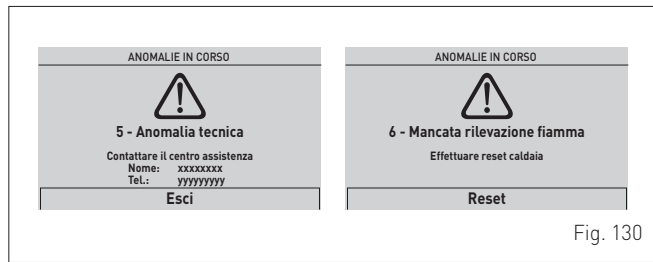 ANOMALIE IN CORSO
5 - Anomalia tecnica
Contattare il centro assistenza
Nome: xxxxxxxx
Tel.: yyyyyyyyy
Esci
ANOMALIE IN CORSO
6 - Mancata rilevazione fiamma
Effettuare reset caldaia
Reset
Fig. 130